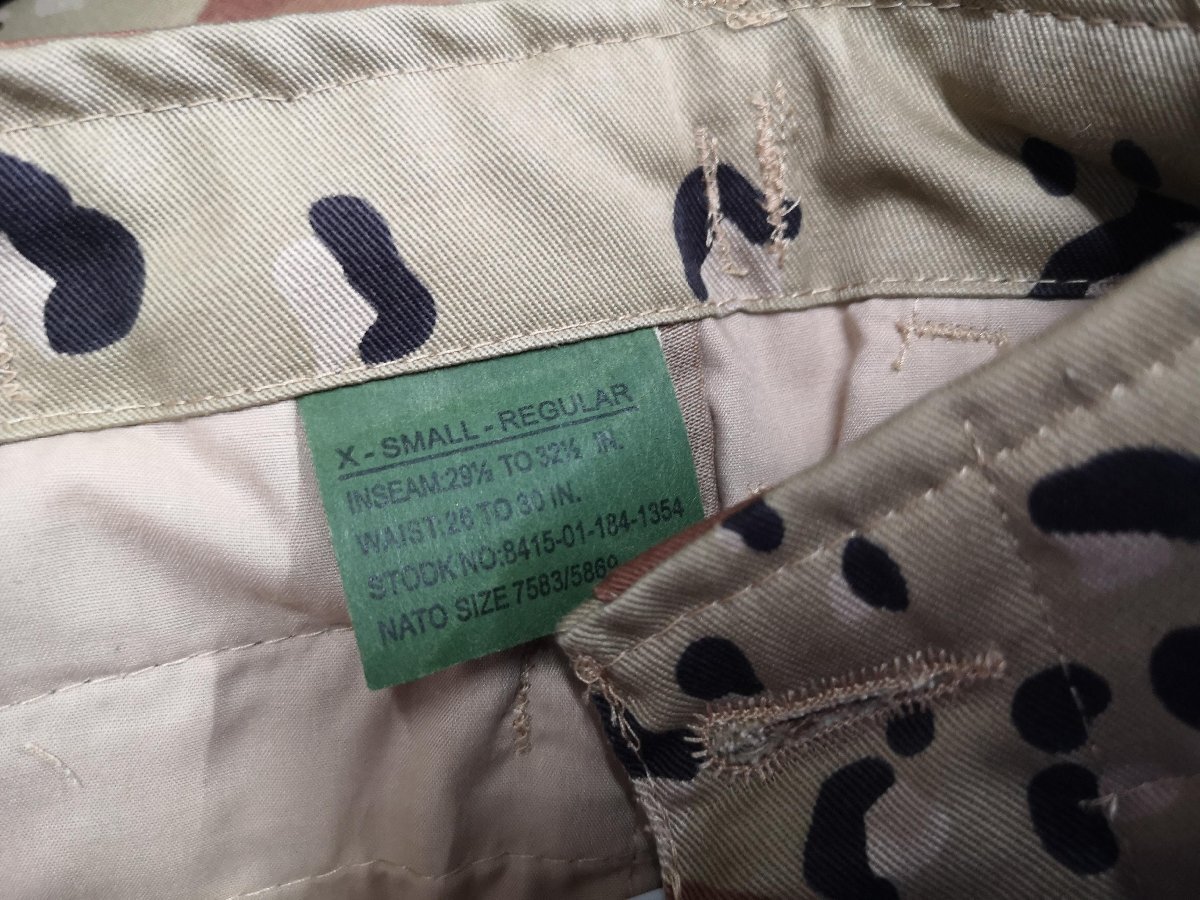 X-SMALL-REGULAR
INSEAM:29½ TO 32½ IN.
WAIST:26 TO 30 IN.
STODK NO:8415-01-184-1354
NATO SIZE 7583/5869